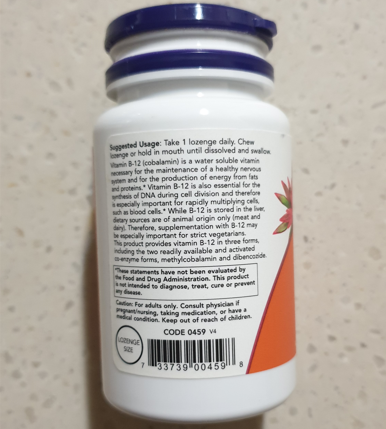 Suggested Usage: Take 1 lozenge daily. Chew
lozenge or hold in mouth until dissolved and swallow.
Vitamin B-12 (cobalamin) is a water soluble vitamin
necessary for the maintenance of a healthy nervous
system and for the production of energy from fats
and proteins.* Vitamin B-12 is also essential for the
synthesis of DNA during cell division and therefore
is especially important for rapidly multiplying cells,
such as blood cells.* While B-12 is stored in the liver,
dietary sources are of animal origin only (meat and
dairy). Therefore, supplementation with B-12 may
be especially important for strict vegetarians.
This product provides vitamin B-12 in three forms,
including the two readily available and activated
co-enzyme forms, methylcobalamin and dibencozide.
*These statements have not been evaluated by
the Food and Drug Administration. This product
is not intended to diagnose, treat, cure or prevent
any disease.
Caution: For adults only. Consult physician if
pregnant/nursing, taking medication, or have a
medical condition. Keep out of reach of children.
CODE 0459 V4
LOZENGE
SIZE
7 33739 00459 8